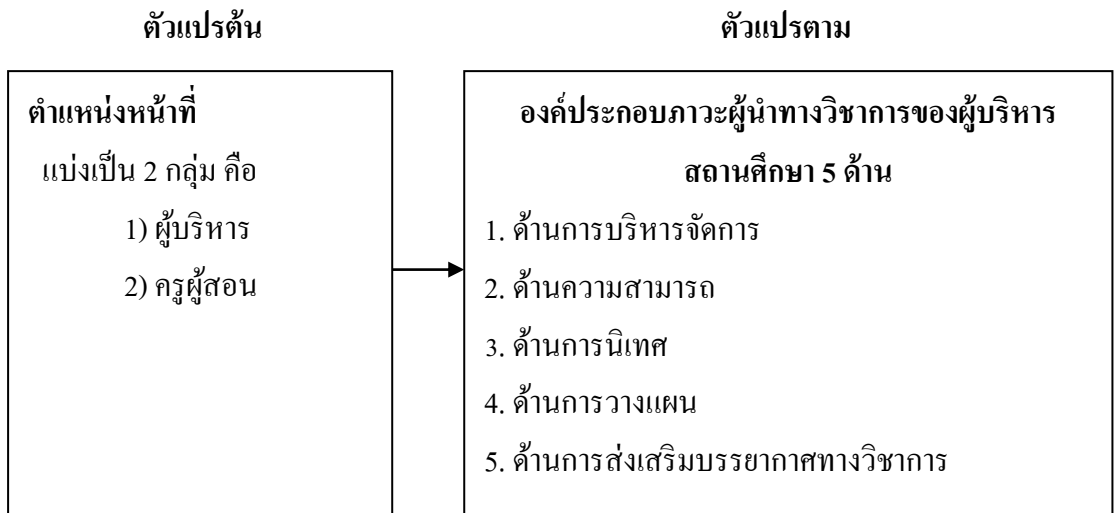 ตัวแปรต้น
ตัวแปรตาม
ตำแหน่งหน้าที่
แบ่งเป็น 2 กลุ่ม คือ
1) ผู้บริหาร
2) ครูผู้สอน
องค์ประกอบภาวะผู้นำทางวิชาการของผู้บริหาร
สถานศึกษา 5 ด้าน
1. ด้านการบริหารจัดการ
2. ด้านความสามารถ
3. ด้านการนิเทศ
4. ด้านการวางแผน
5. ด้านการส่งเสริมบรรยากาศทางวิชาการ